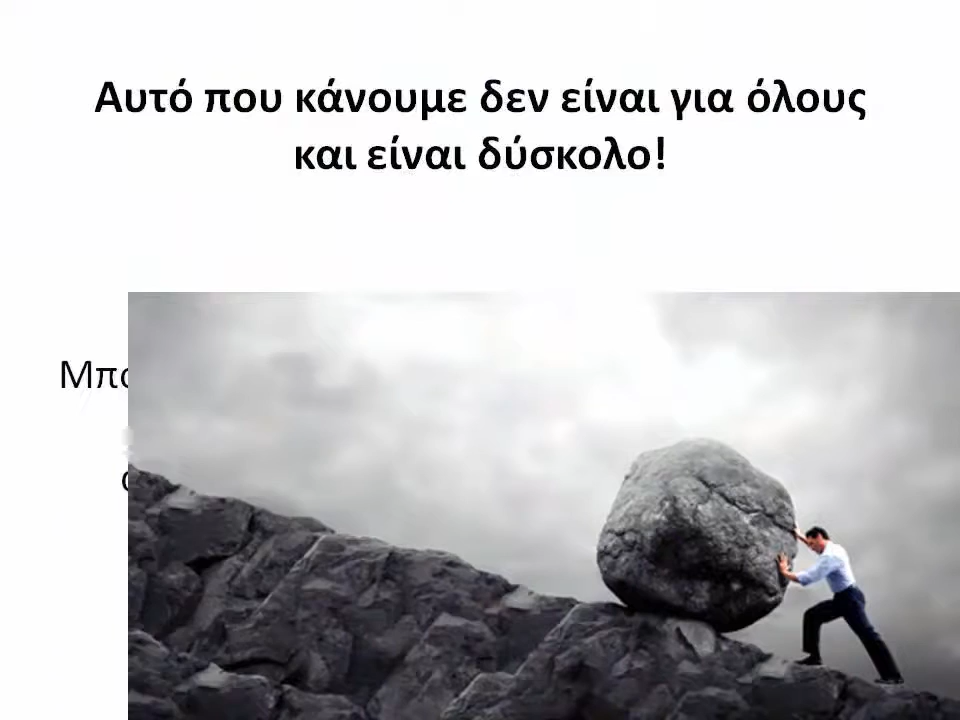 Αυτό που κάνουμε δεν είναι για όλους
και είναι δύσκολο!